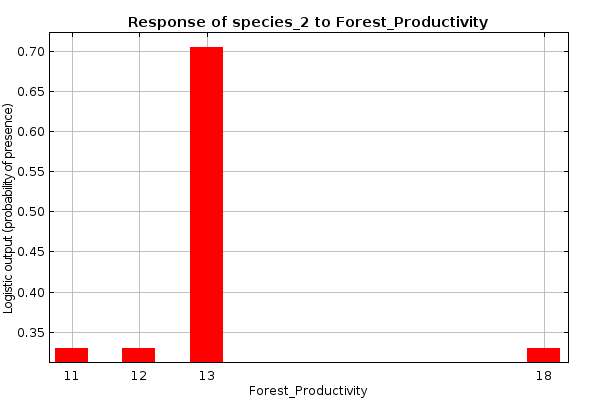 Response of species_2 to Forest_Productivity
Logistic output (probability of presence)
0.70
0.65
0.60
0.55
0.50
0.45
0.40
0.35
11 12 13 18
Forest_Productivity